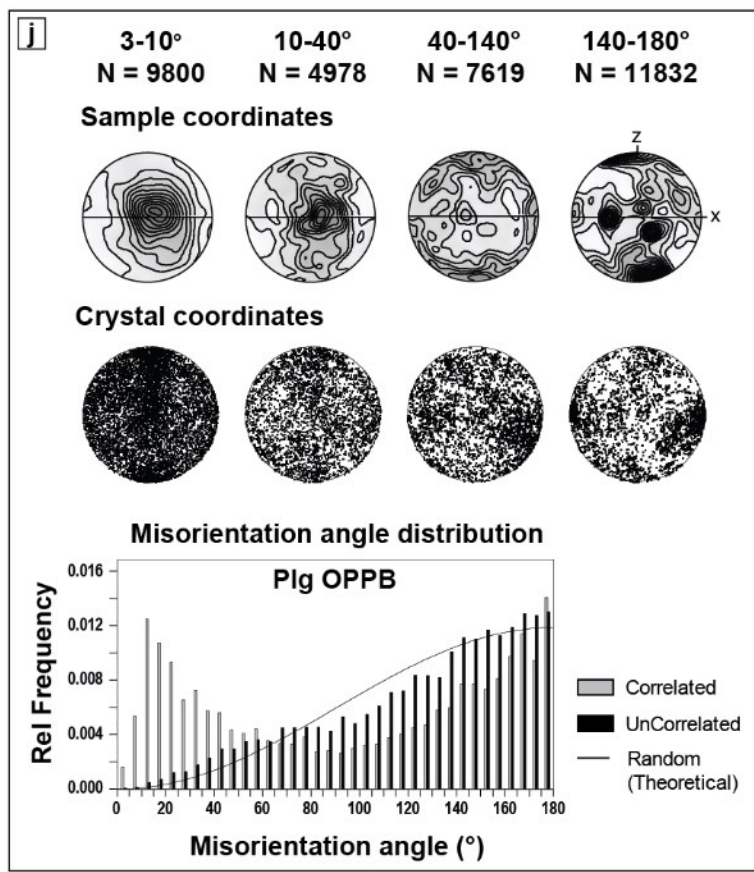 j
3-10° 10-40° 40-140° 140-180°
N = 9800 N = 4978 N = 7619 N = 11832
Sample coordinates
z
x
Crystal coordinates
Misorientation angle distribution
Plg OPPB
0.016
0.012
0.008
0.004
0.000
Rel Frequency
0 20 40 60 80 100 120 140 160 180
Misorientation angle (°)
Correlated
UnCorrelated
Random
(Theoretical)